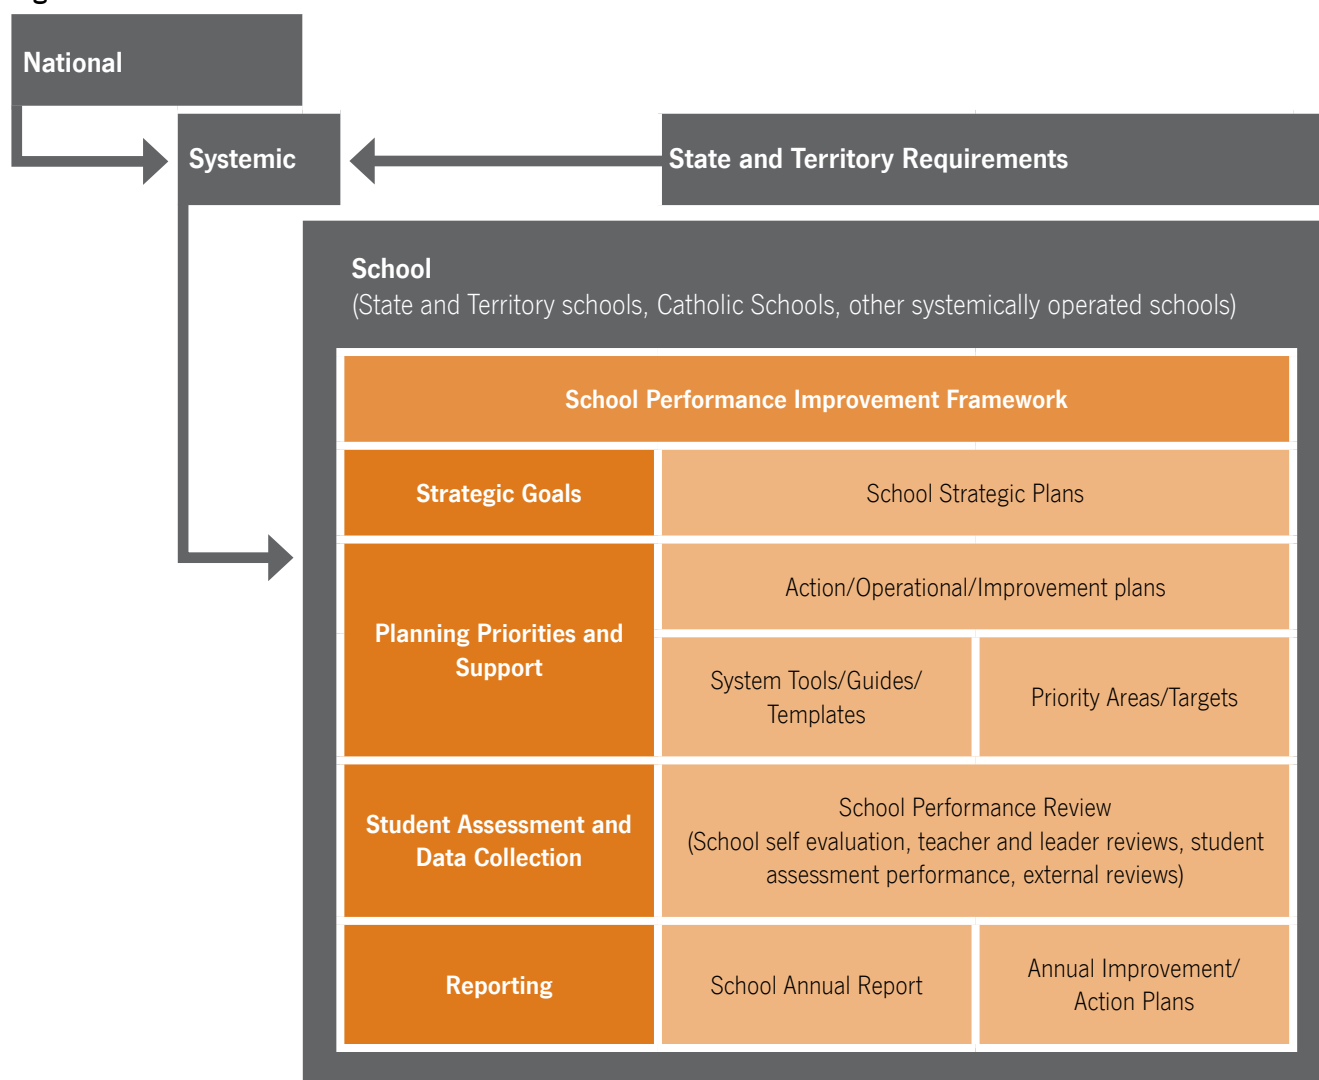 National
Systemic
State and Territory Requirements
School
(State and Territory schools, Catholic Schools, other systemically operated schools)
School Performance Improvement Framework
Strategic Goals
School Strategic Plans
Planning Priorities and
Support
Action/Operational/Improvement plans
System Tools/Guides/
Templates
Priority Areas/Targets
Student Assessment and
Data Collection
School Performance Review
(School self evaluation, teacher and leader reviews, student
assessment performance, external reviews)
Reporting
School Annual Report
Annual Improvement/
Action Plans